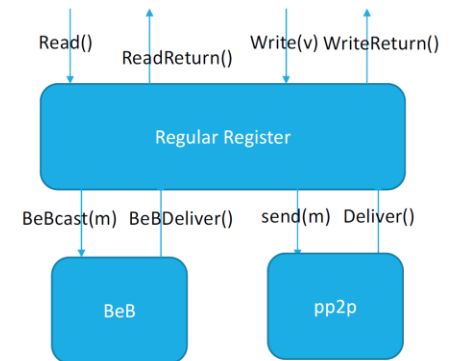 Read()
ReadReturn()
Write(v)
WriteReturn()
Regular Register
BeBcast(m)
BeBDeliver()
send(m)
Deliver()
BeB
pp2p